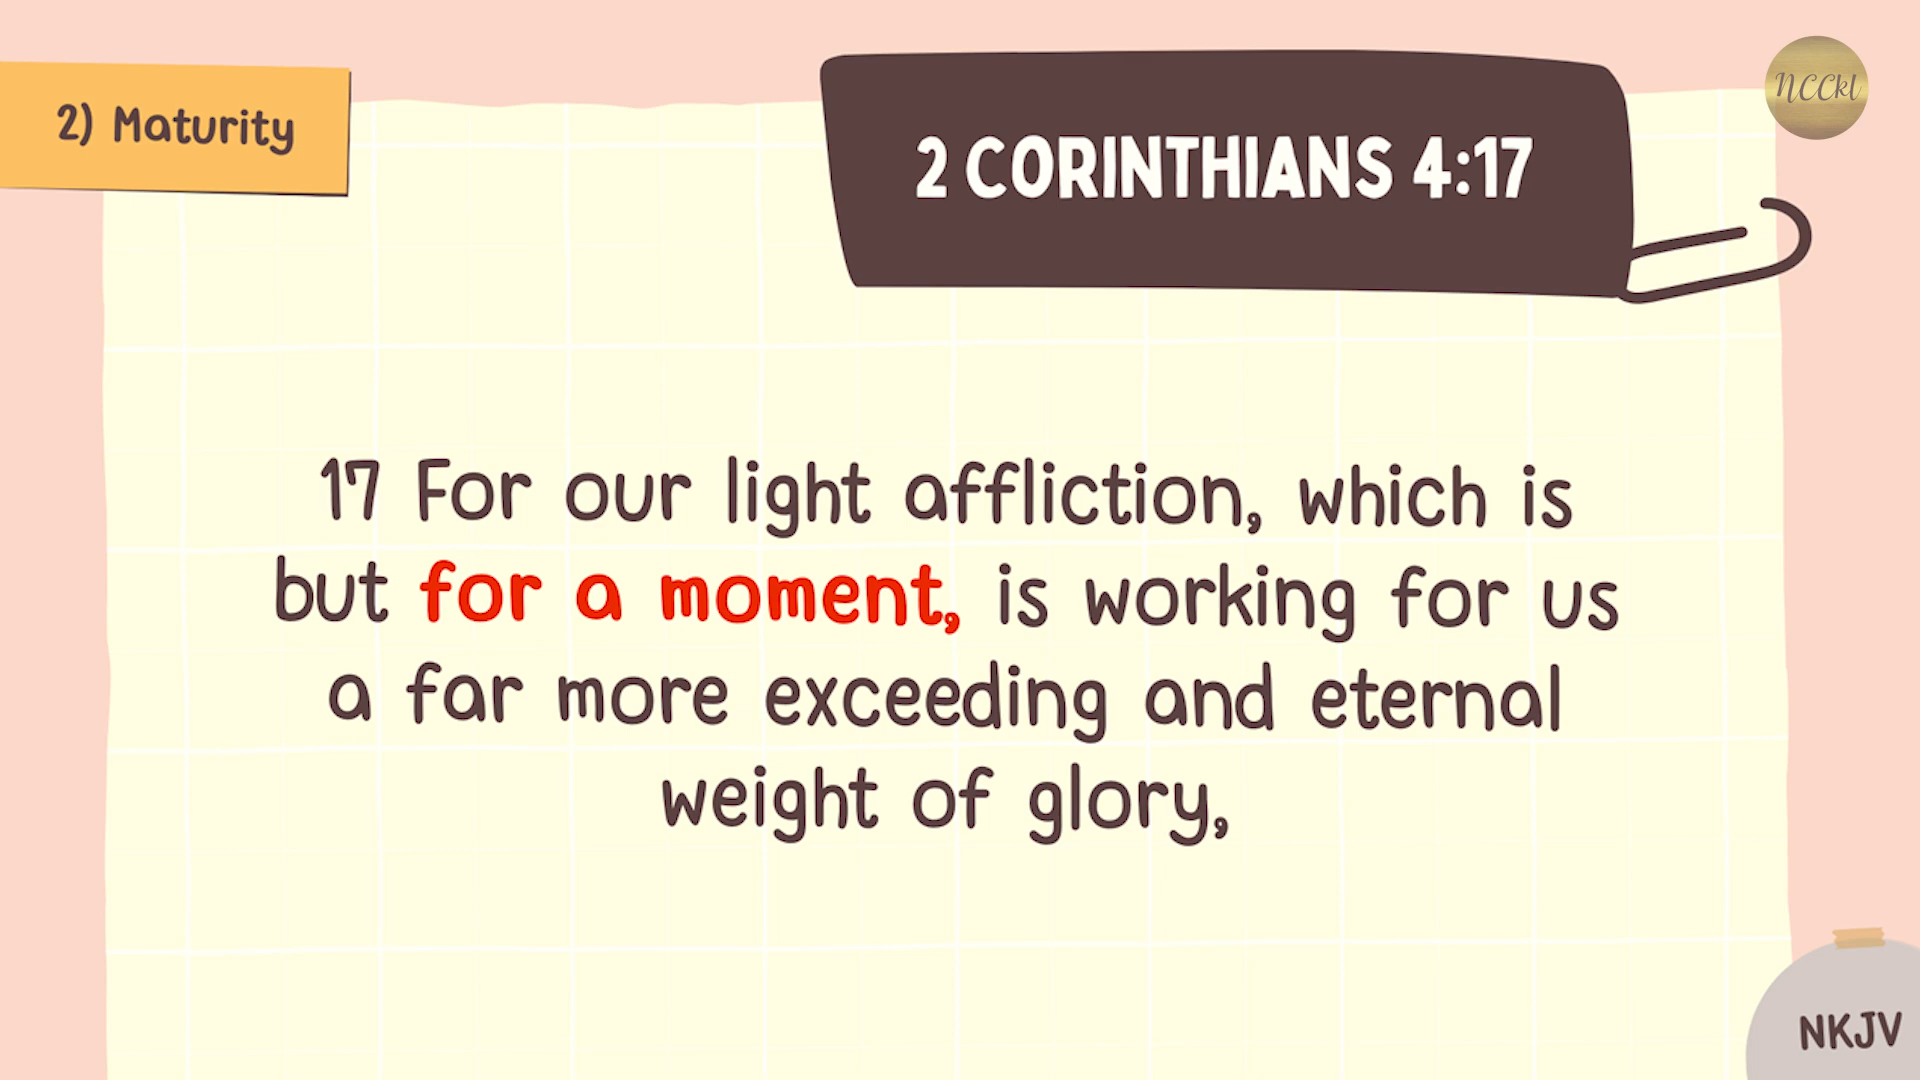 2) Maturity
2 CORINTHIANS 4:17
NCCkl
17 For our light affliction, which is
but for a moment, is working for us
a far more exceeding and eternal
weight of glory,
NKJV